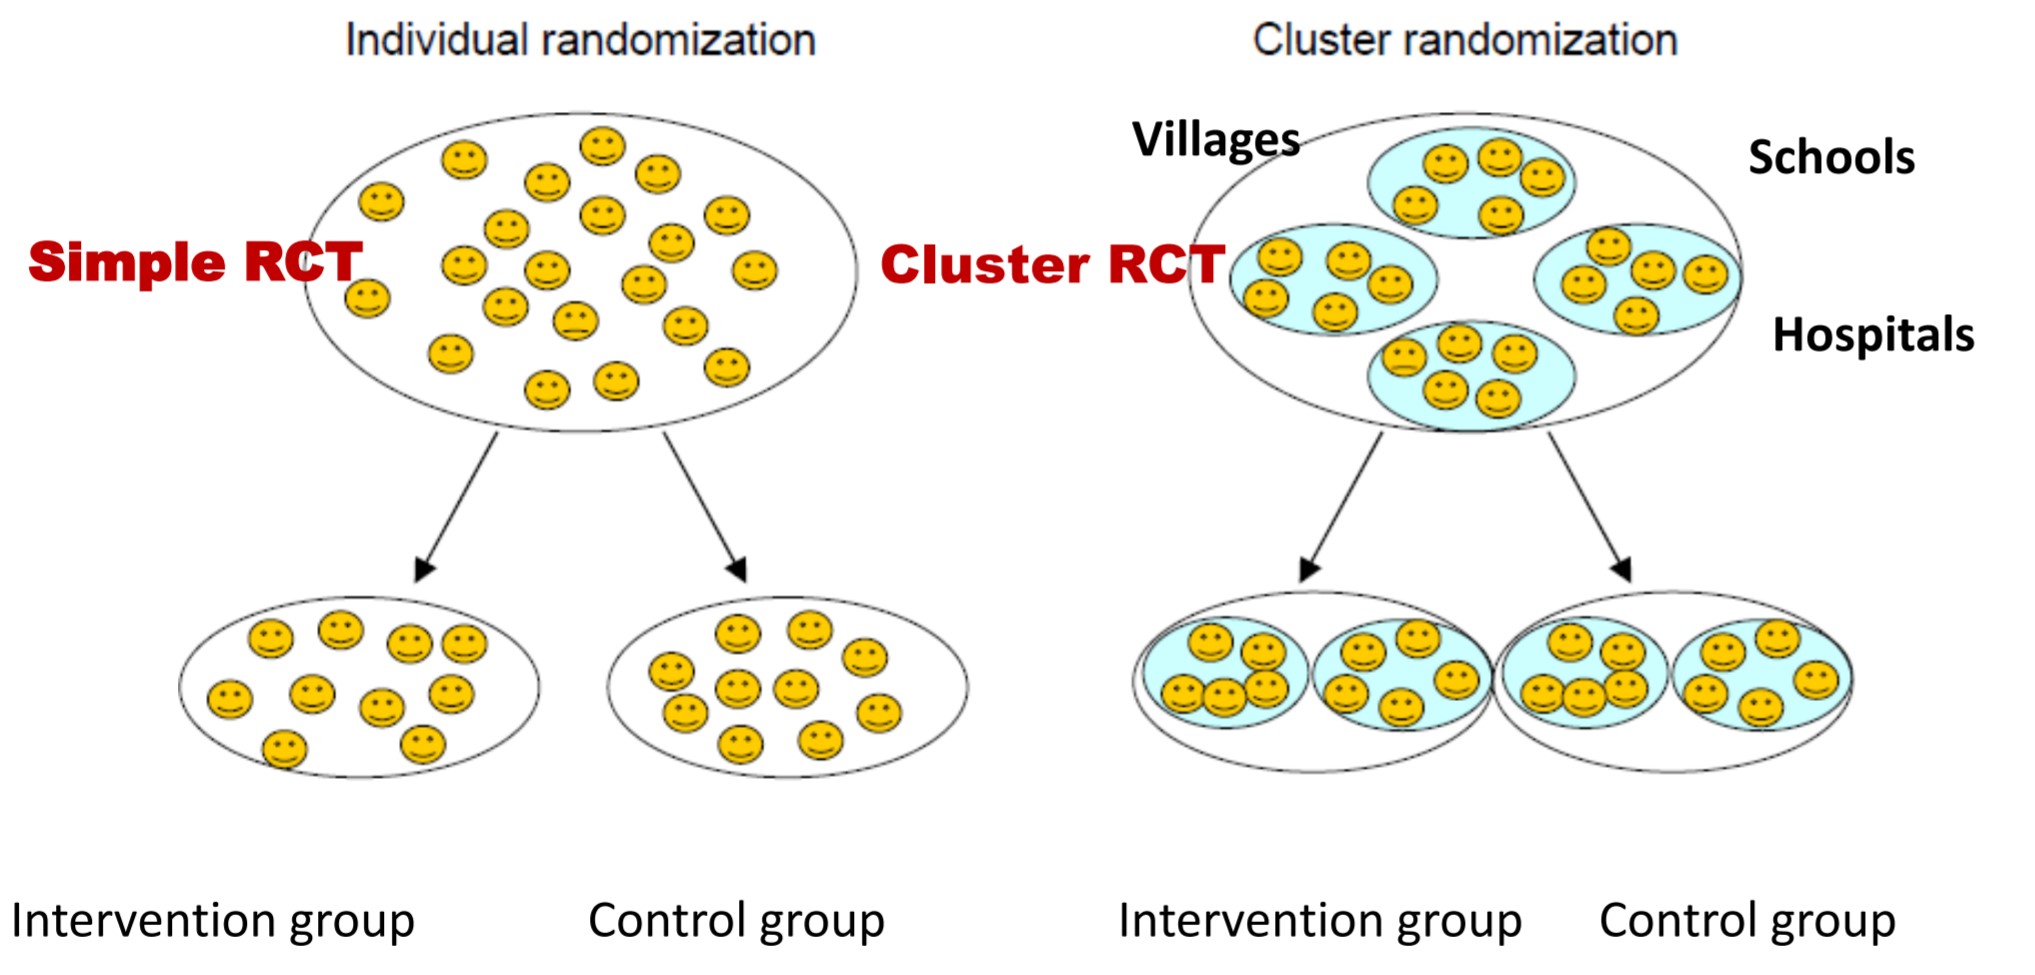 Individual randomization
Cluster randomization
Villages
Schools
Simple RCT
Cluster RCT
Hospitals
Intervention group
Control group
Intervention group
Control group